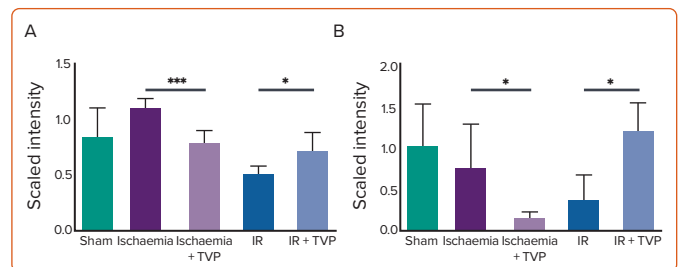 A
Scaled intensity
1.5
1.0
0.5
0.0
***
*
Sham Ischaemia Ischaemia + TVP IR IR + TVP
B
Scaled intensity
2.0
1.5
1.0
0.5
0.0
*
*
Sham Ischaemia Ischaemia + TVP IR IR + TVP